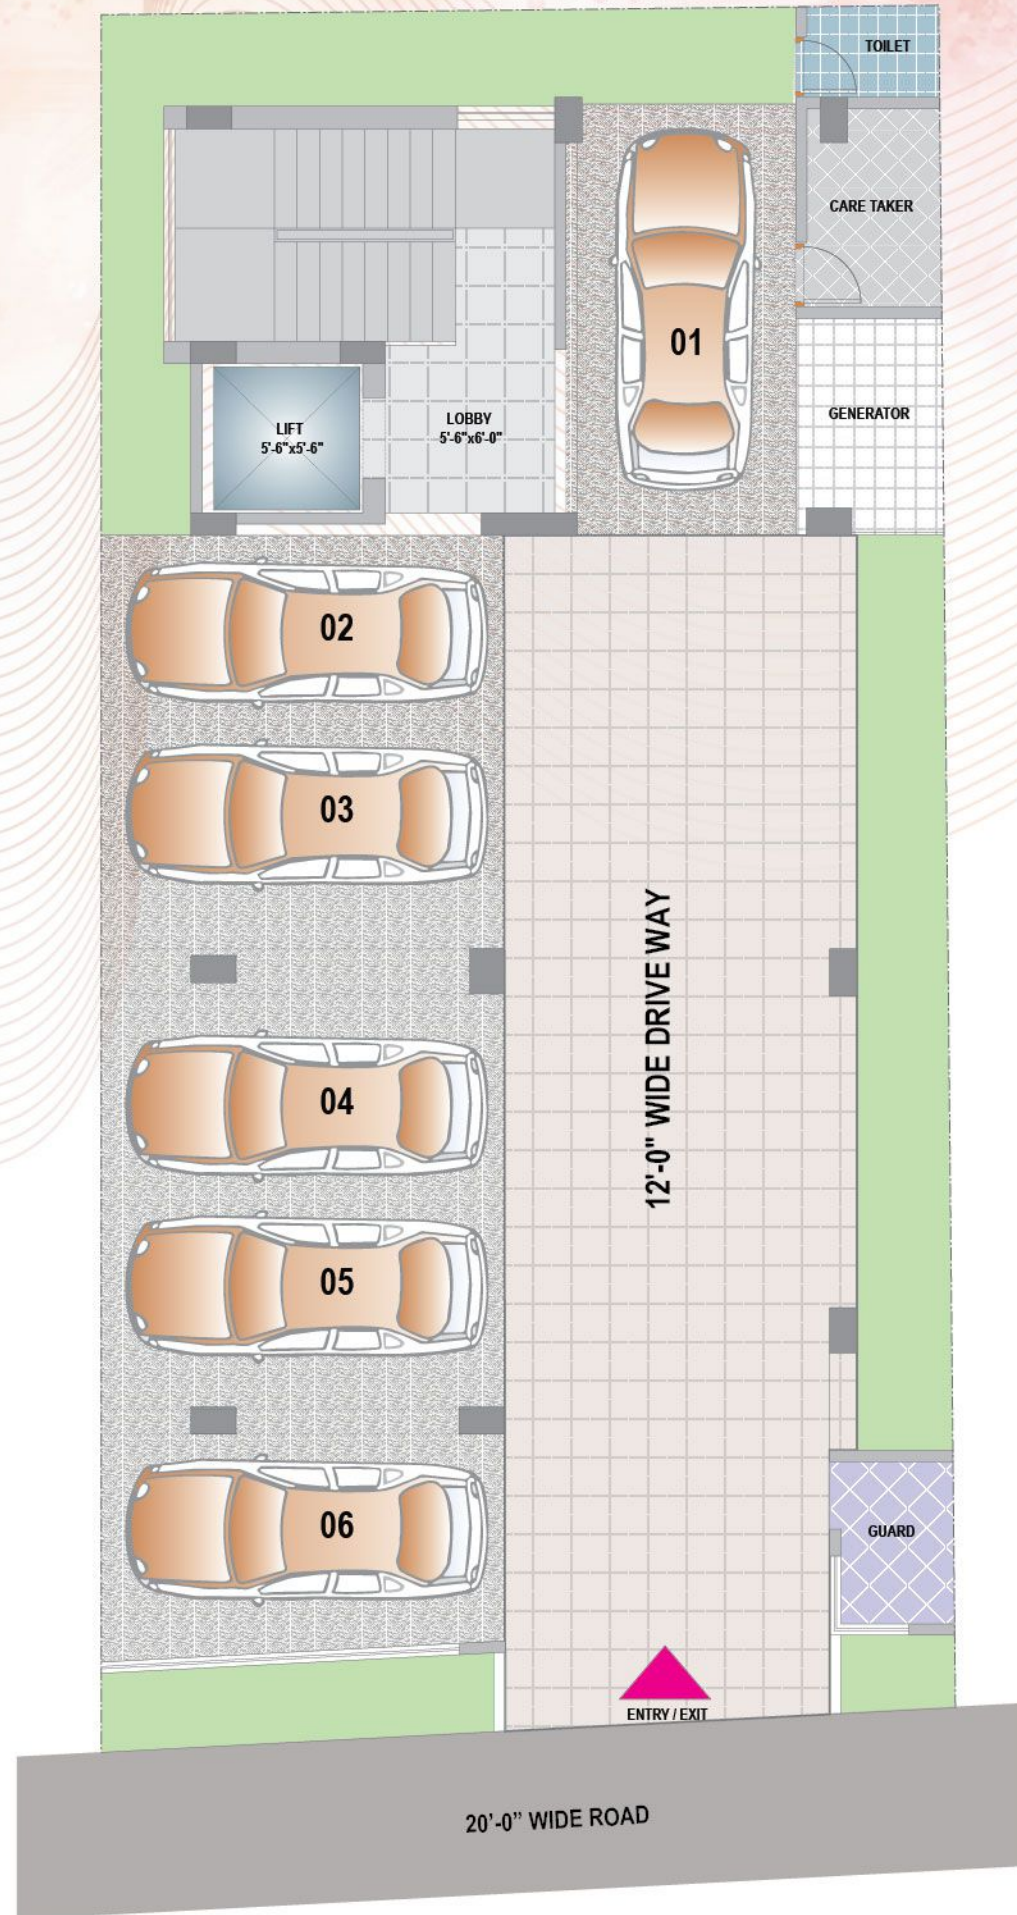 TOILET
CARE TAKER
01
GENERATOR
LIFT
5'-6"x5'-6"
LOBBY
5'-6"x6'-0"
02
03
12'-0" WIDE DRIVE WAY
04
05
06
GUARD
ENTRY / EXIT
20’-0” WIDE ROAD